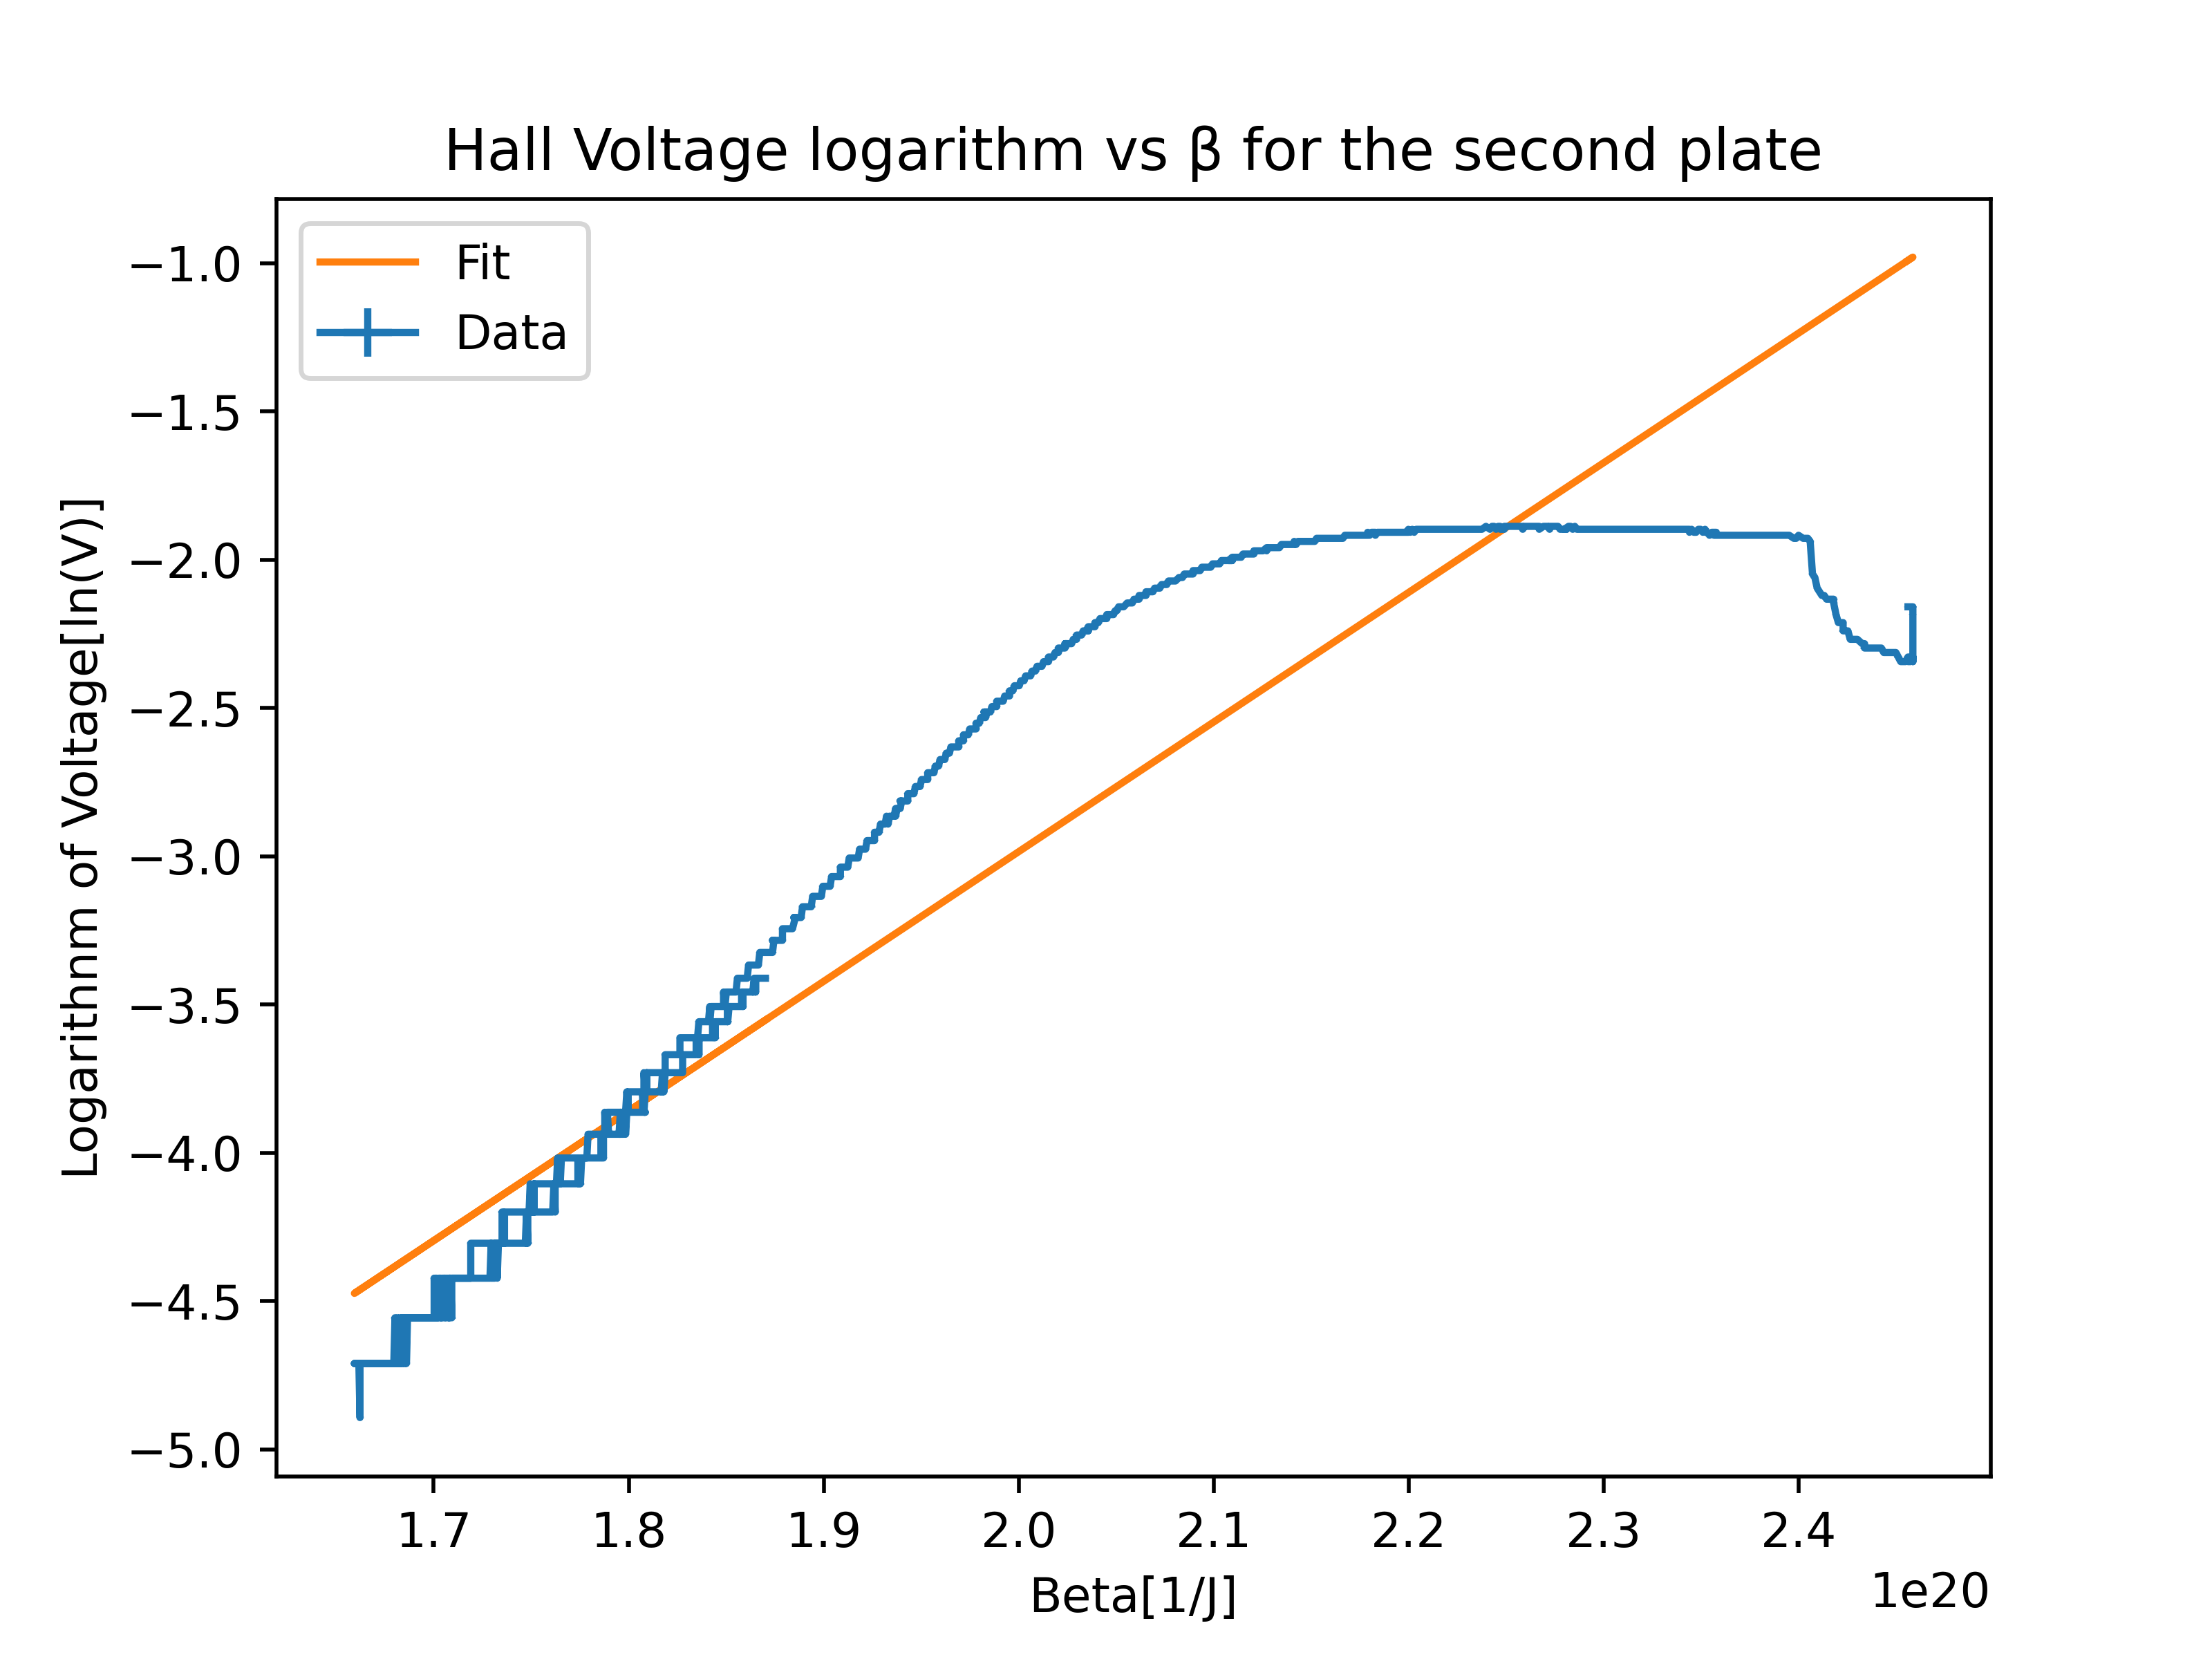 Hall Voltage logarithm vs β for the second plate
Fit
Data
−1.0
−1.5
−2.0
−2.5
−3.0
−3.5
−4.0
−4.5
−5.0
Logarithnm of Voltage[ln(V)]
1.7 1.8 1.9 2.0 2.1 2.2 2.3 2.4
1e20
Beta[1/J]